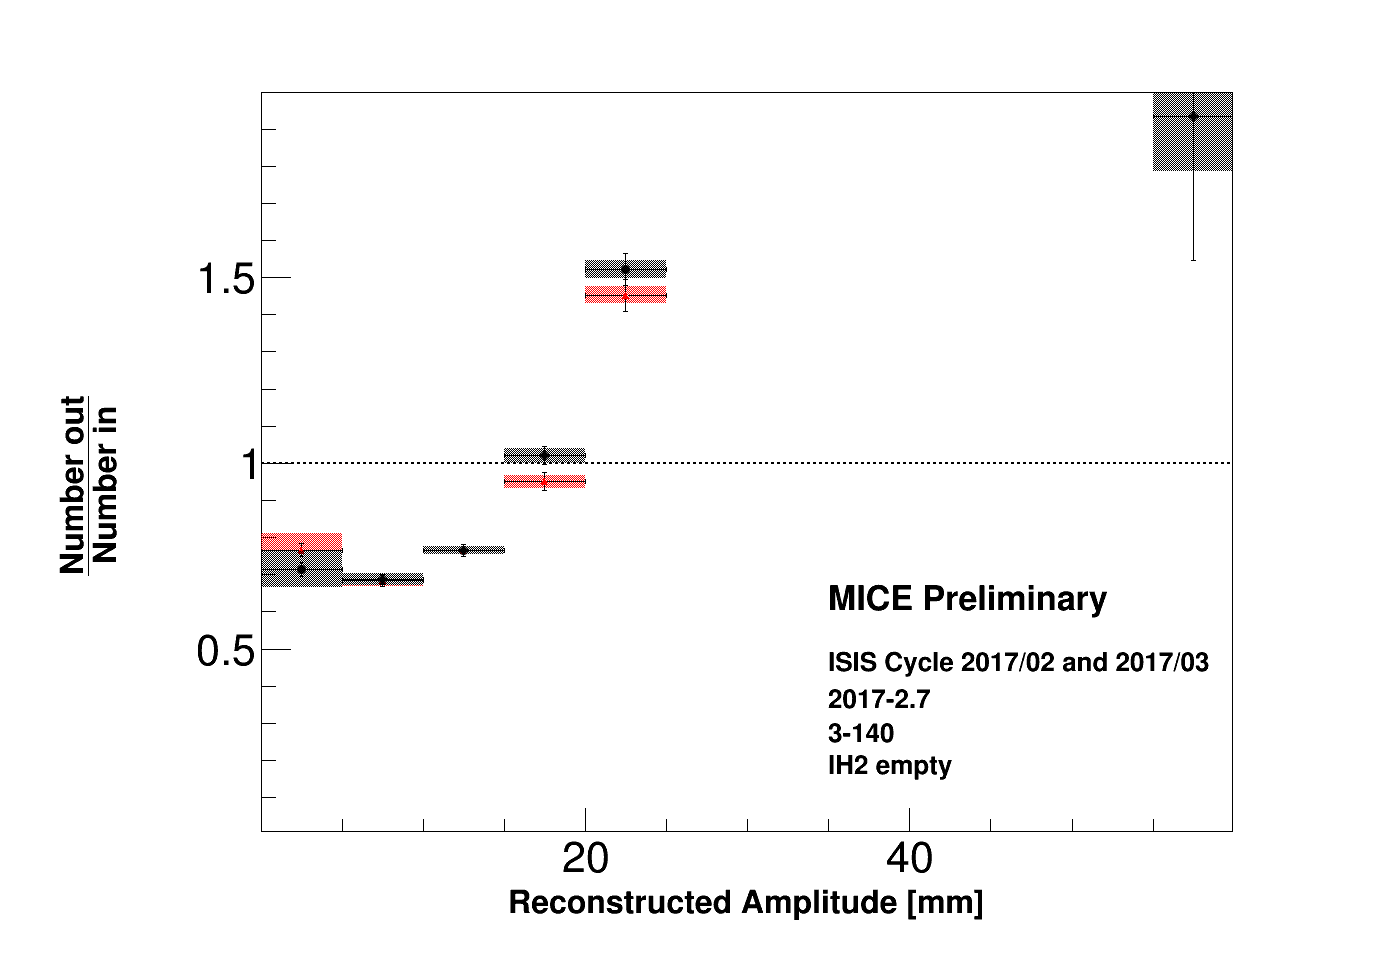 1.5
1
0.5
Number out
Number in
MICE Preliminary
ISIS Cycle 2017/02 and 2017/03
2017-2.7
3-140
IH2 empty
20
40
Reconstructed Amplitude [mm]